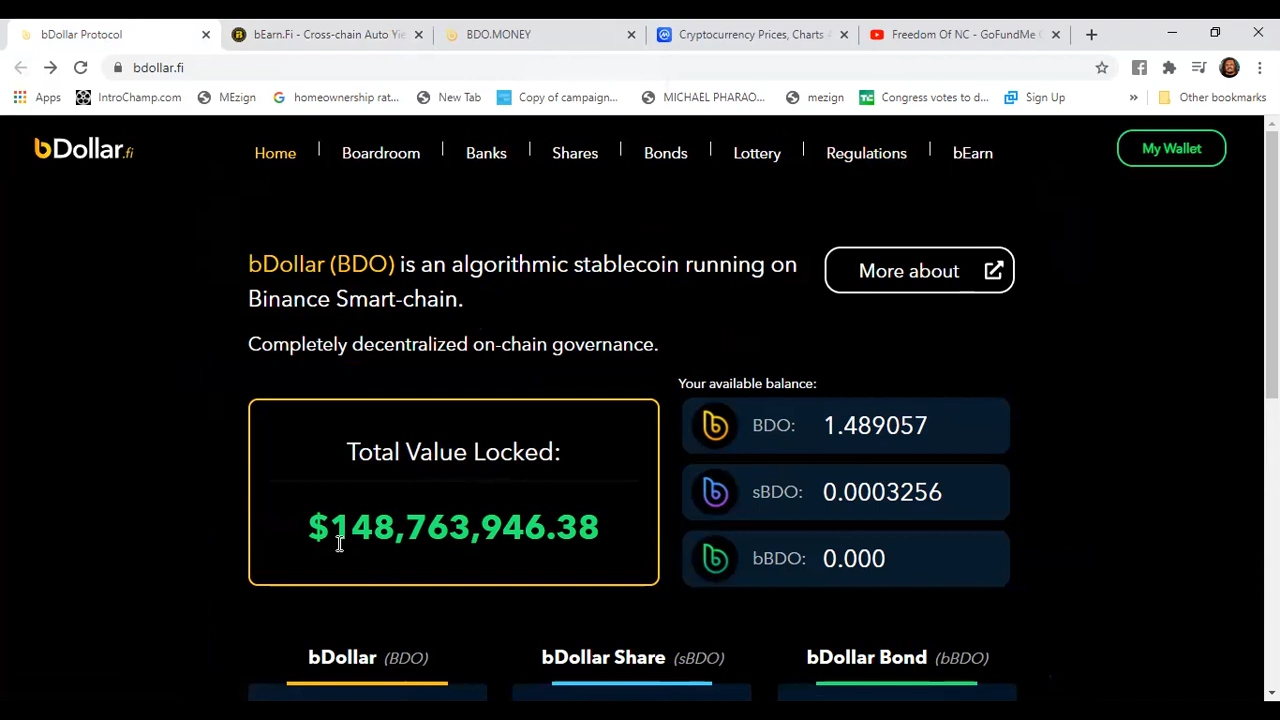 bDollar Protocol
bEarn.Fi - Cross-chain Auto Yie
BDO.MONEY
Cryptocurrency Prices, Charts A
Freedom Of NC - GoFundMe C
bdollar.fi
Apps
IntroChamp.com
MEzign
homeownership rat...
New Tab
Copy of campaign...
MICHAEL PHARAO...
mezign
Congress votes to d...
Sign Up
»
Other bookmarks
bDollar.fi
Home | Boardroom | Banks | Shares | Bonds | Lottery | Regulations | bEarn
My Wallet
bDollar (BDO) is an algorithmic stablecoin running on
Binance Smart-chain.
More about
Completely decentralized on-chain governance.
Your available balance:
Total Value Locked:
$148,763,946.38
BDO: 1.489057
sBDO: 0.0003256
bBDO: 0.000
bDollar (BDO)
bDollar Share (sBDO)
bDollar Bond (bBDO)